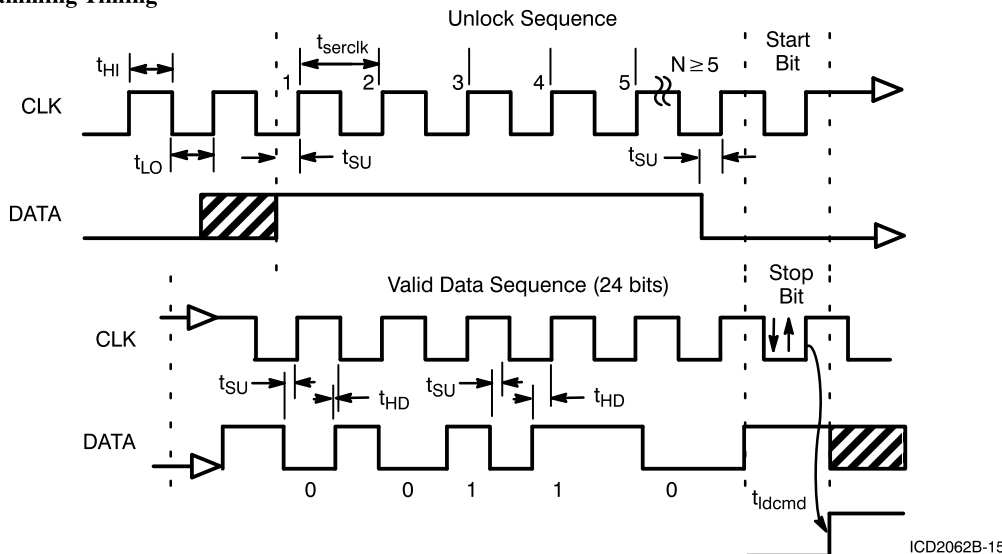 Unlock Sequence
tHI
tserclk
N ≥ 5
Start
Bit
1 2 3 4 5
CLK
tLO
tSU
tSU
DATA
Valid Data Sequence (24 bits)
Stop
Bit
CLK
tSU
tHD
tSU
tHD
DATA
0 0 1 1 0
tldcmd
ICD2062B-15